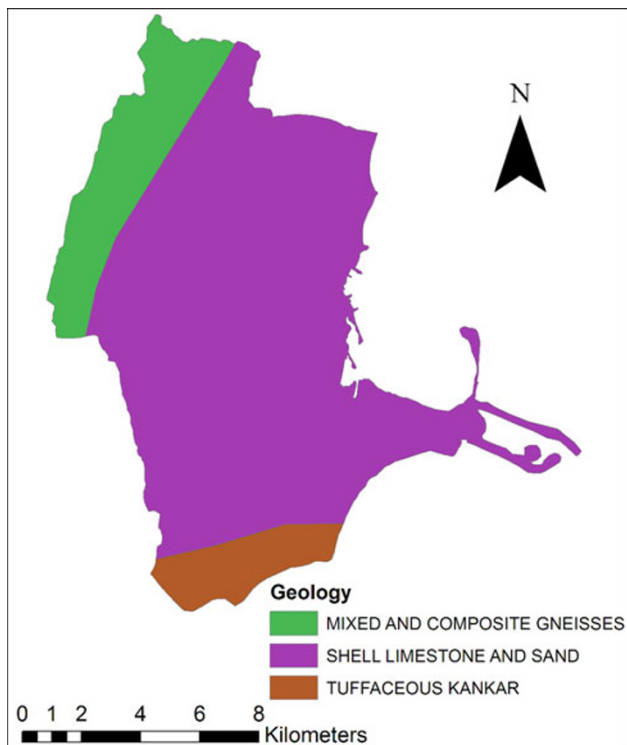 N
Geology
MIXED AND COMPOSITE GNEISSES
SHELL LIMESTONE AND SAND
TUFFACEOUS KANKAR
0 1 2 4 6 8
Kilometers